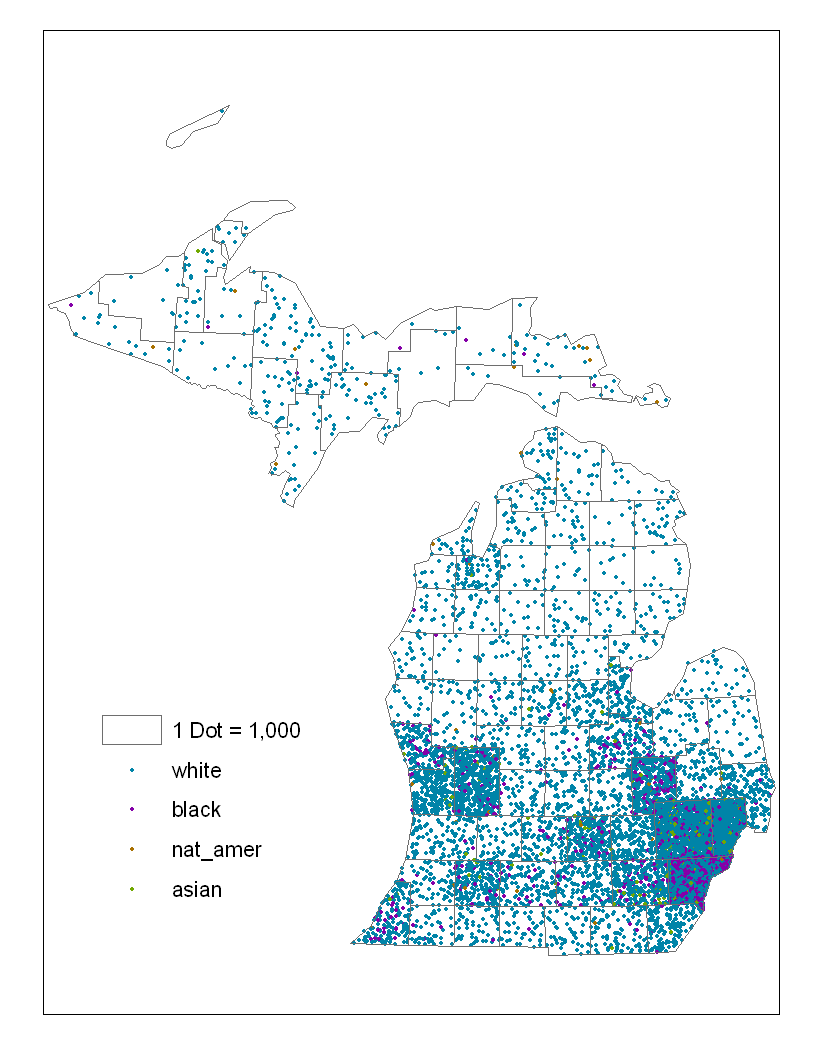 1 Dot = 1,000
white
black
nat_amer
asian